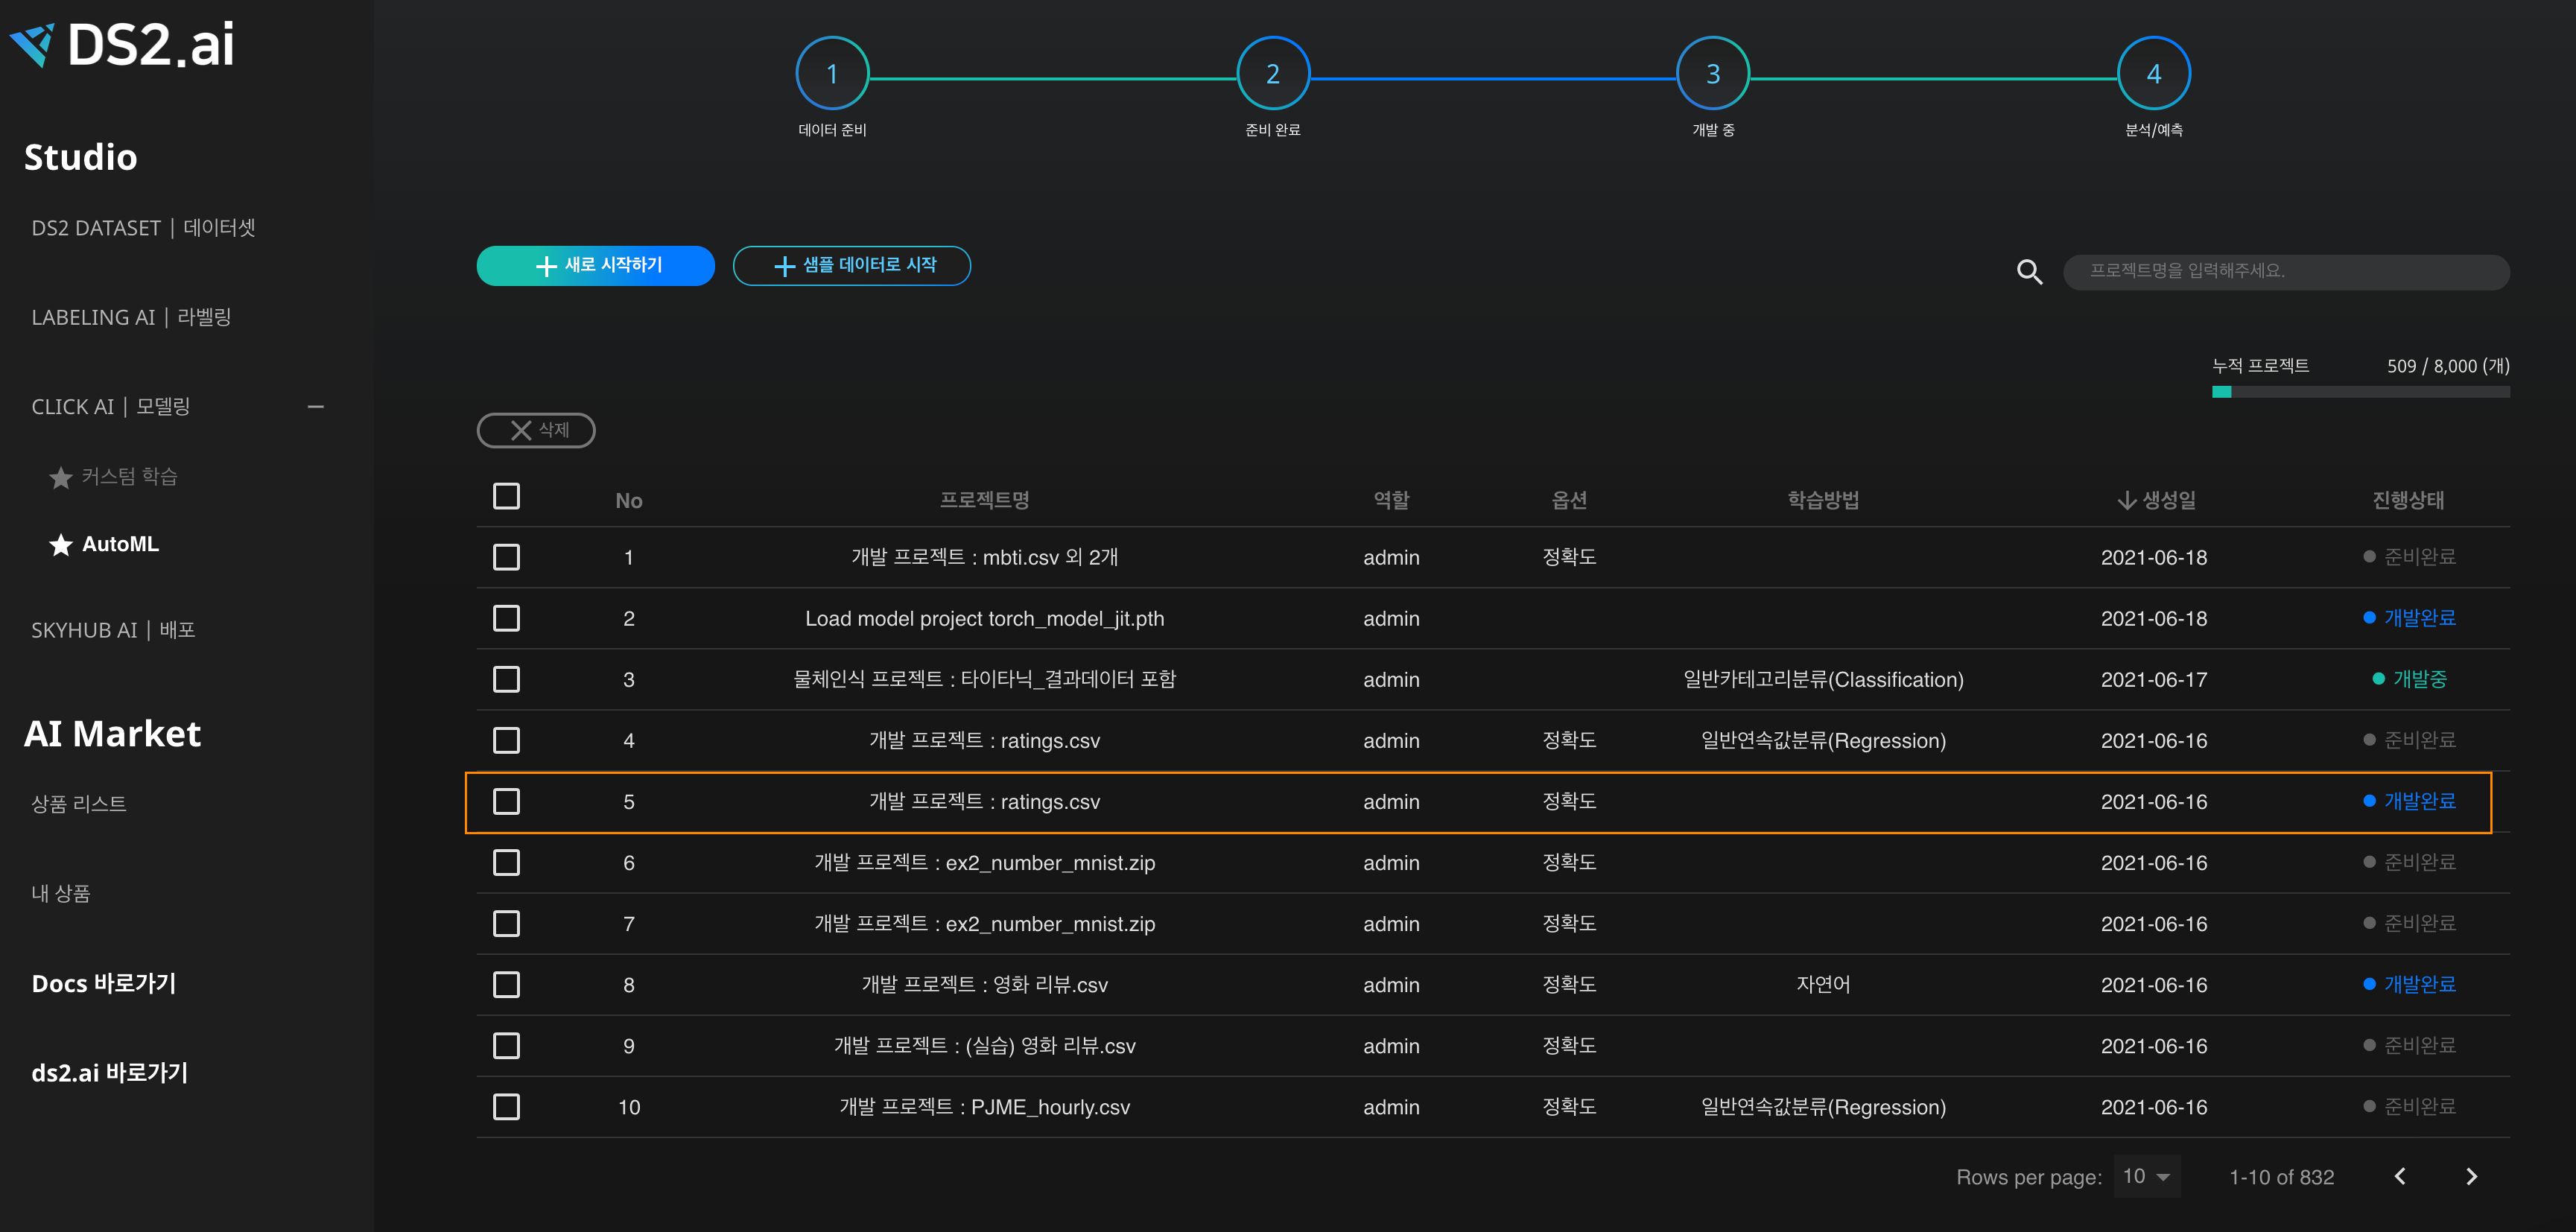 DS2.ai
Studio
DS2 DATASET | 데이터셋
LABELING AI | 라벨링
CLICK AI | 모델링
커스텀 학습
AutoML
SKYHUB AI | 배포
AI Market
상품 리스트
내 상품
Docs 바로가기
ds2.ai 바로가기
1 2 3 4
데이터 준비 준비 완료 개발 중 분석/예측
새로 시작하기 샘플 데이터로 시작 프로젝트명을 입력해주세요.
누적 프로젝트 509 / 8,000 (개)
삭제
No 프로젝트명 역할 옵션 학습방법 생성일 진행상태
1 개발 프로젝트 : mbti.csv 외 2개 admin 정확도 2021-06-18 준비완료
2 Load model project torch_model_jit.pth admin 2021-06-18 개발완료
3 물체인식 프로젝트 : 타이타닉_결과데이터 포함 admin 일반카테고리분류(Classification) 2021-06-17 개발중
4 개발 프로젝트 : ratings.csv admin 정확도 일반연속값분류(Regression) 2021-06-16 준비완료
5 개발 프로젝트 : ratings.csv admin 정확도 2021-06-16 개발완료
6 개발 프로젝트 : ex2_number_mnist.zip admin 정확도 2021-06-16 준비완료
7 개발 프로젝트 : ex2_number_mnist.zip admin 정확도 2021-06-16 준비완료
8 개발 프로젝트 : 영화 리뷰.csv admin 정확도 자연어 2021-06-16 개발완료
9 개발 프로젝트 : (실습) 영화 리뷰.csv admin 정확도 2021-06-16 준비완료
10 개발 프로젝트 : PJME_hourly.csv admin 정확도 일반연속값분류(Regression) 2021-06-16 준비완료
Rows per page: 10 1-10 of 832